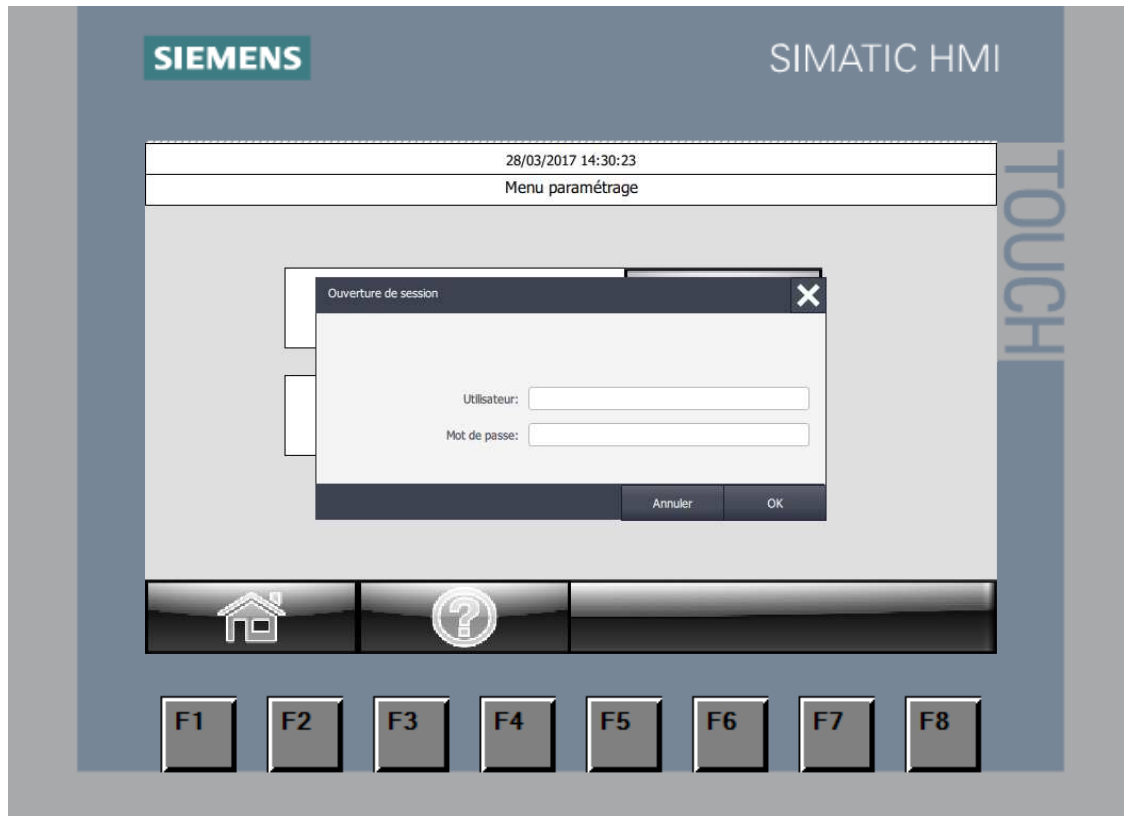 SIEMENS
SIMATIC HMI
TOUCH
28/03/2017 14:30:23
Menu paramétrage
Ouverture de session
Utilisateur:
Mot de passe:
Annuler OK
F1 F2 F3 F4 F5 F6 F7 F8